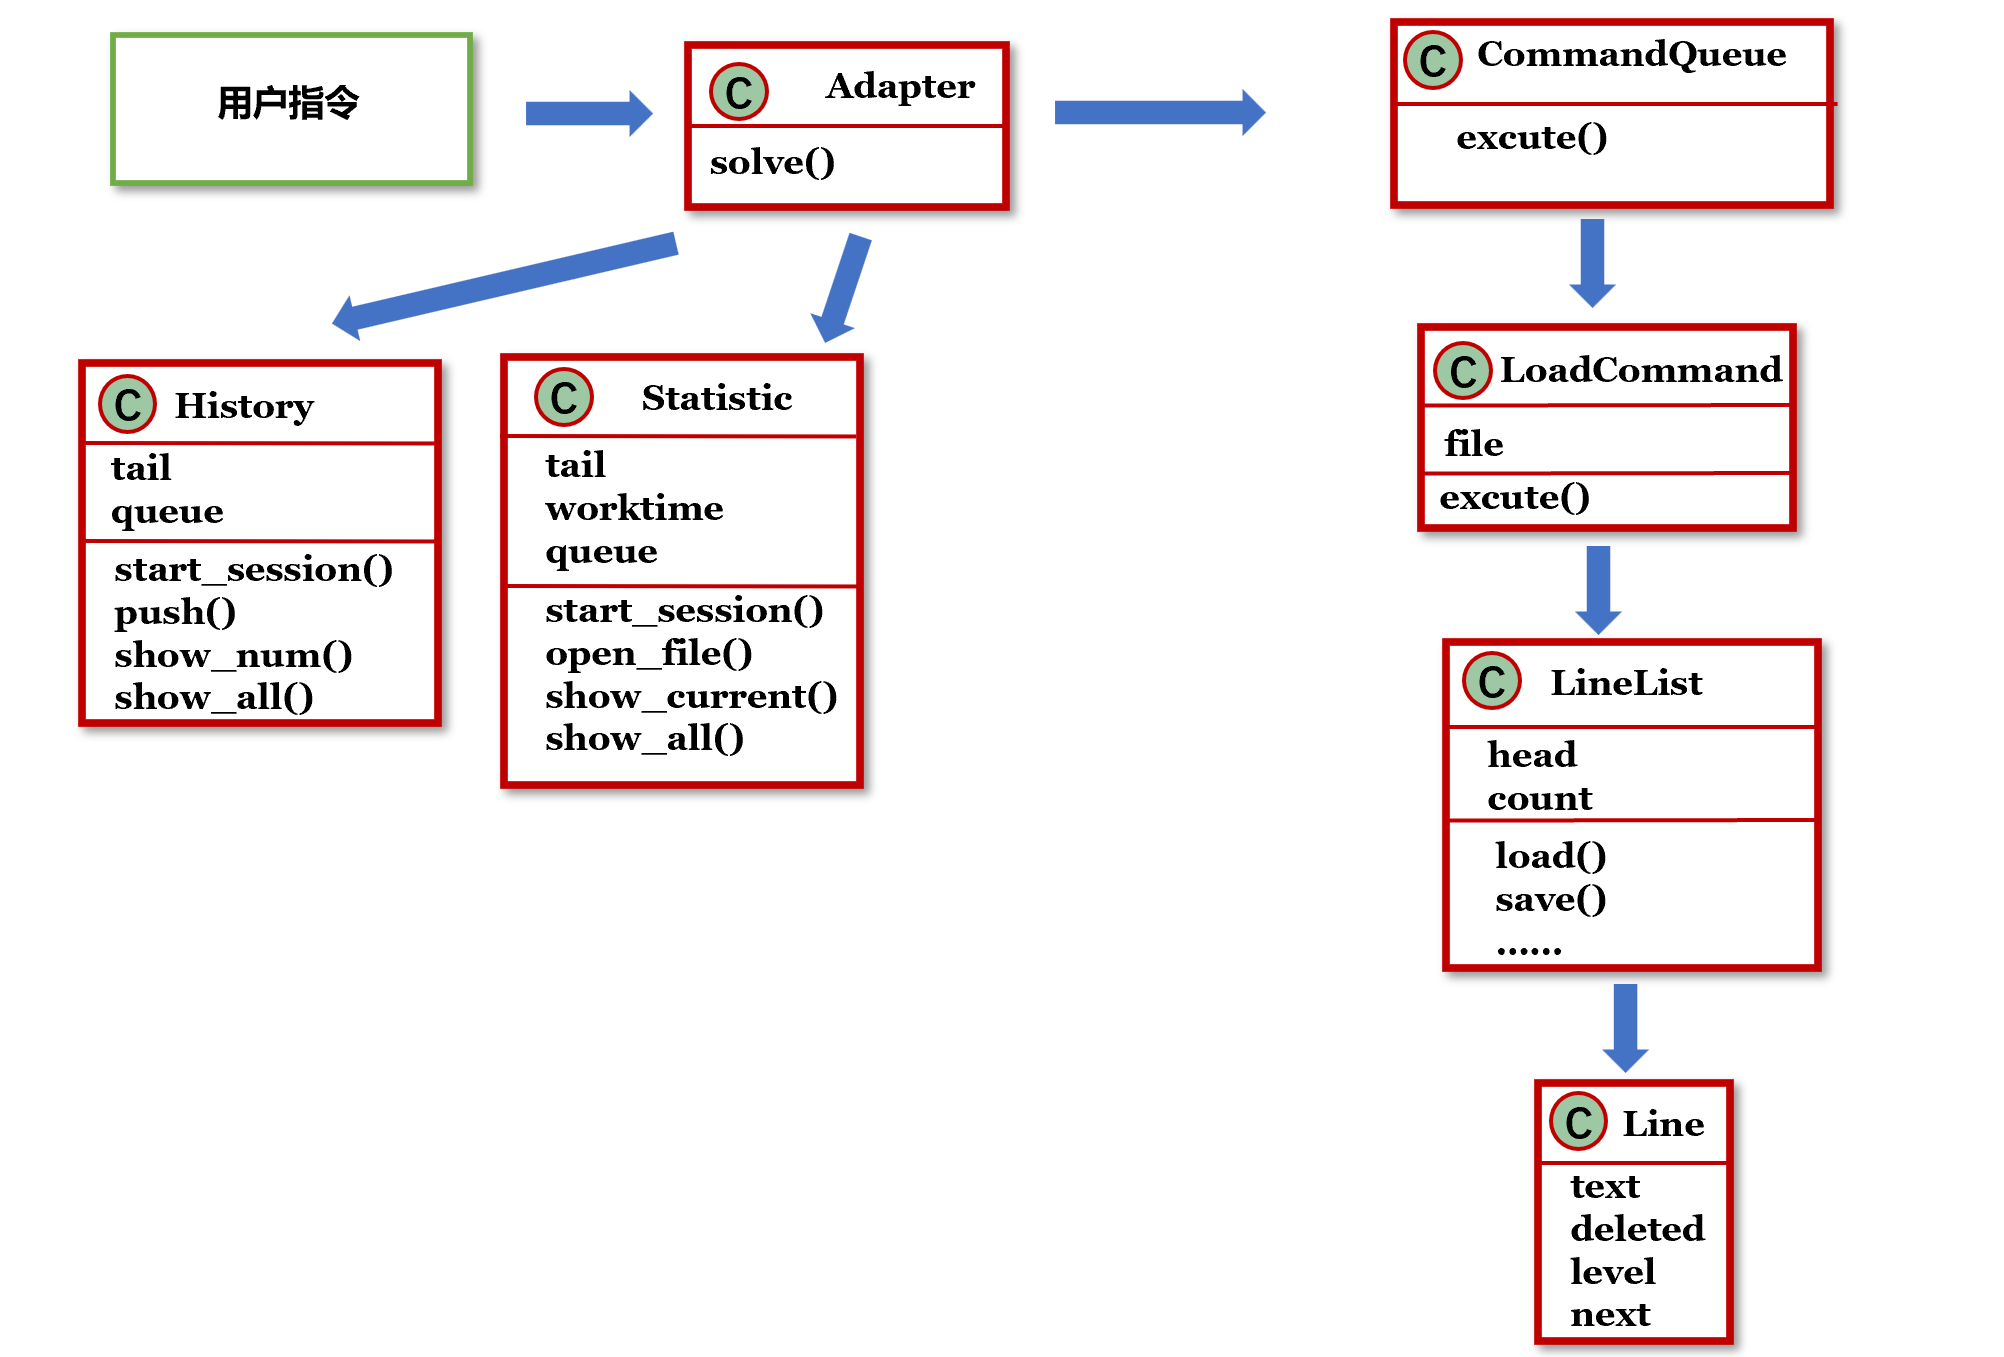 用户指令
C Adapter
solve()
C CommandQueue
excute()
C History
tail
queue
start_session()
push()
show_num()
show_all()
C Statistic
tail
worktime
queue
start_session()
open_file()
show_current()
show_all()
C LoadCommand
file
excute()
C LineList
head
count
load()
save()
......
C Line
text
deleted
level
next